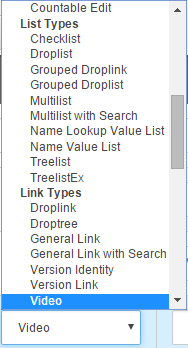 Countable Edit
List Types
Checklist
Droplist
Grouped Droplink
Grouped Droplist
Multilist
Multilist with Search
Name Lookup Value List
Name Value List
Treelist
TreelistEx
Link Types
Droplink
Droptree
General Link
General Link with Search
Version Identity
Version Link
Video
Video